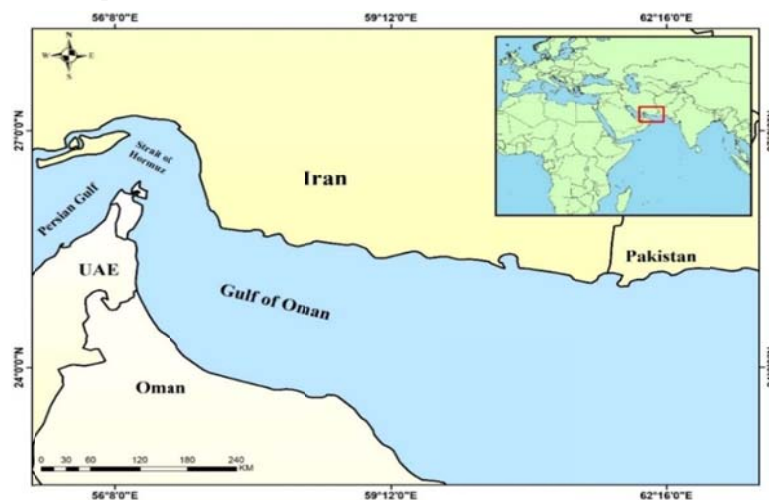 56°8'0"E 59°12'0"E 62°16'0"E
N
W E
S
27°0'0"N
Strait of
Hormuz
Iran
Persian Gulf
UAE
Pakistan
Gulf of Oman
24°0'0"N
Oman
0 30 60 120 180 240
KM
56°8'0"E 59°12'0"E 62°16'0"E